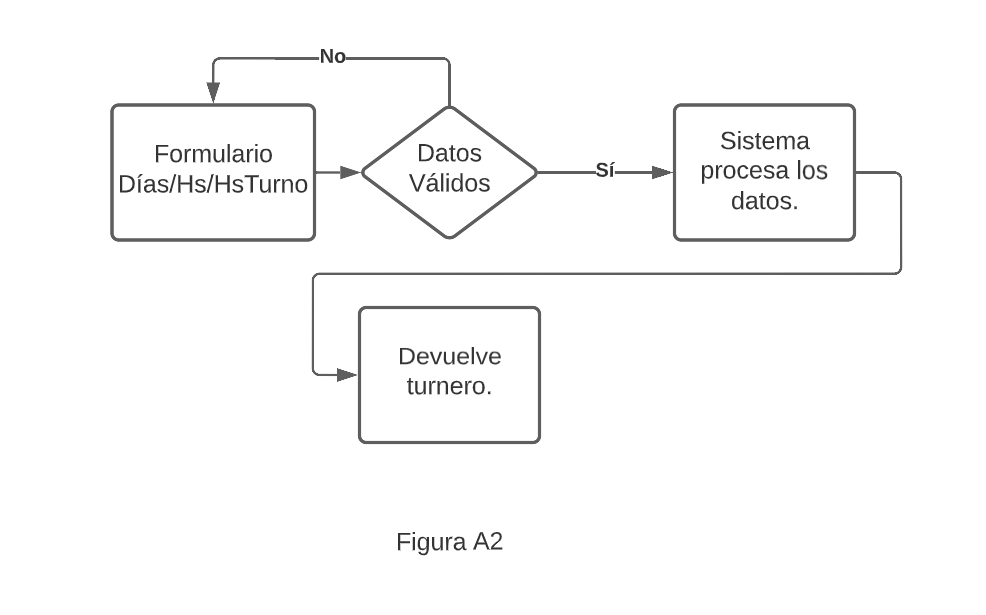 No
Formulario
Días/Hs/HsTurno
Datos
Válidos
Sí
Sistema
procesa los
datos.
Devuelve
turnero.
Figura A2